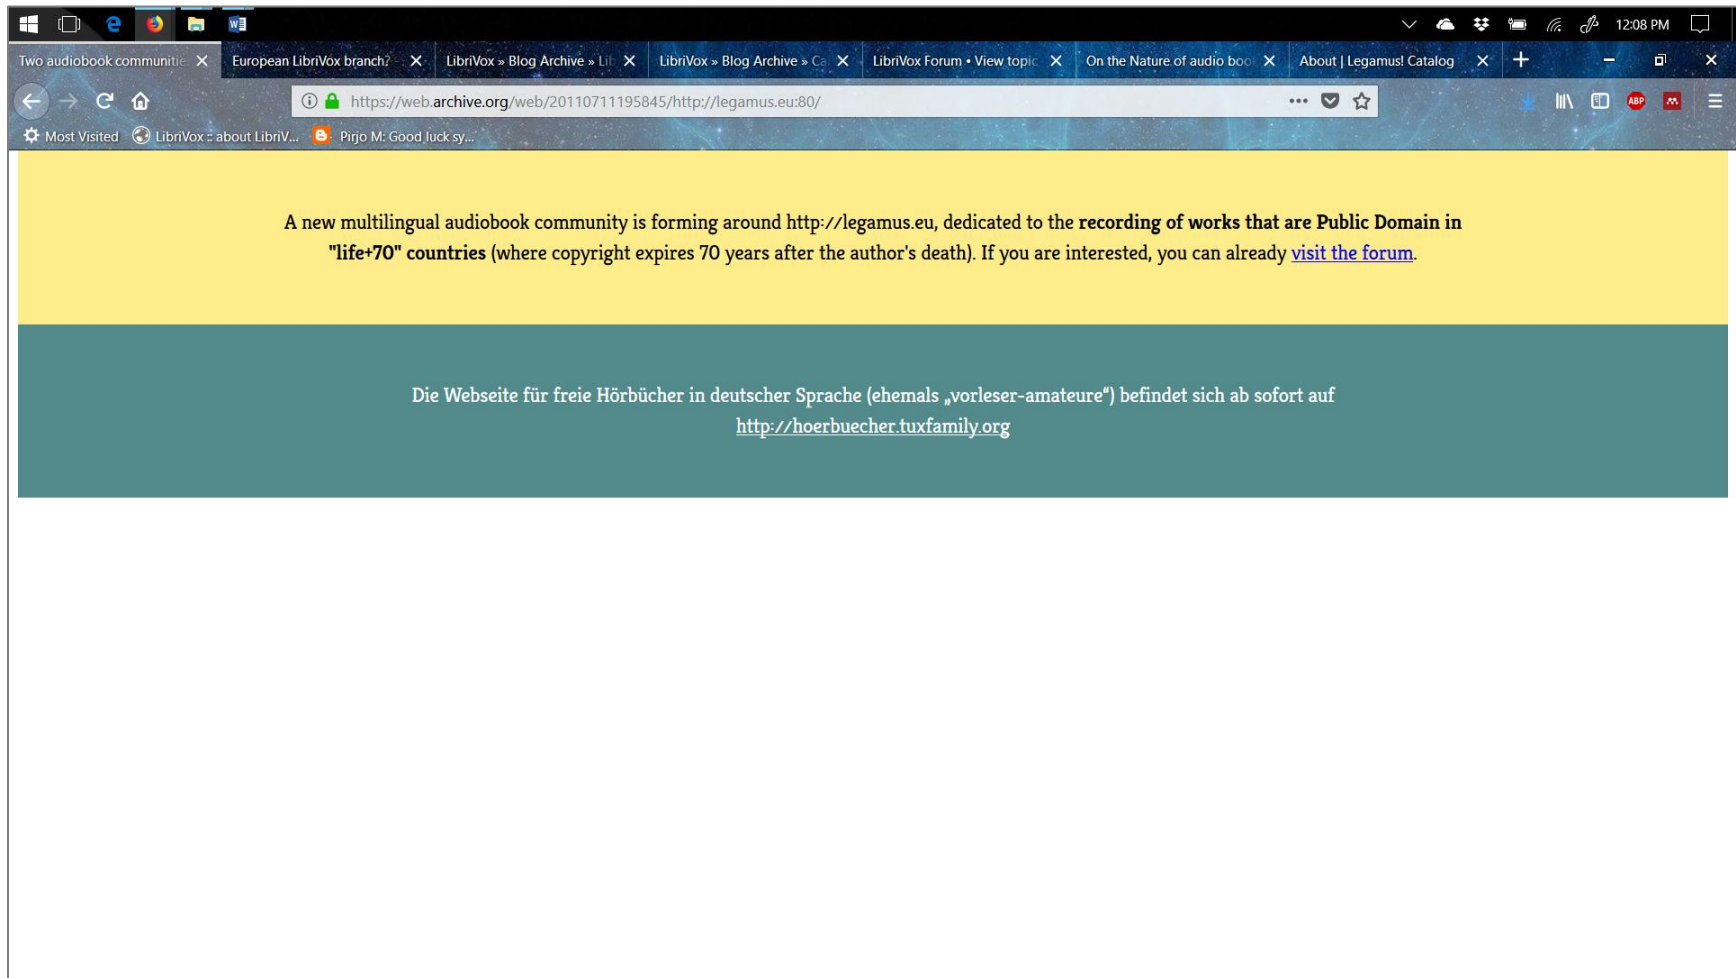 12:08 PM
Two audiobook communitie
European LibriVox branch? -
LibriVox » Blog Archive » Lib
LibriVox » Blog Archive » Ca
LibriVox Forum • View topic
On the Nature of audio boo
About | Legamus! Catalog
https://web.archive.org/web/20110711195845/http://legamus.eu:80/
ABP
Most Visited LibriVox :: about LibriV... Pirjo M: Good luck sy...
A new multilingual audiobook community is forming around http://legamus.eu, dedicated to the recording of works that are Public Domain in
"life+70" countries (where copyright expires 70 years after the author's death). If you are interested, you can already visit the forum.
Die Webseite für freie Hörbücher in deutscher Sprache (ehemals „vorleser-amateure“) befindet sich ab sofort auf
http://hoerbuecher.tuxfamily.org